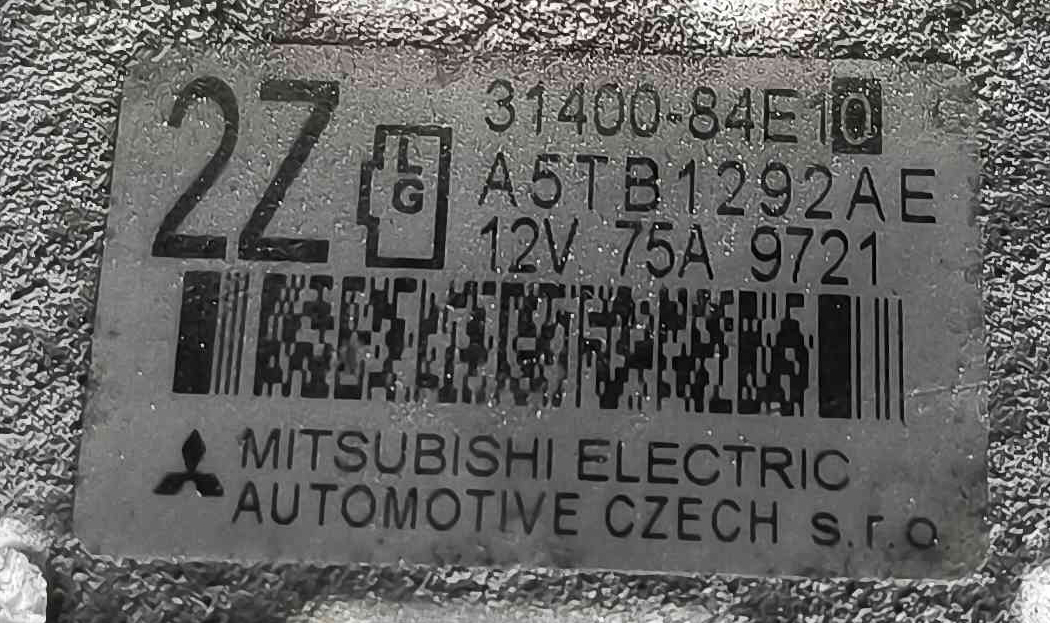 2Z
L
G
31400-84E10
A5TB1292AE
12V 75A 9721
MITSUBISHI ELECTRIC
AUTOMOTIVE CZECH s.r.o.